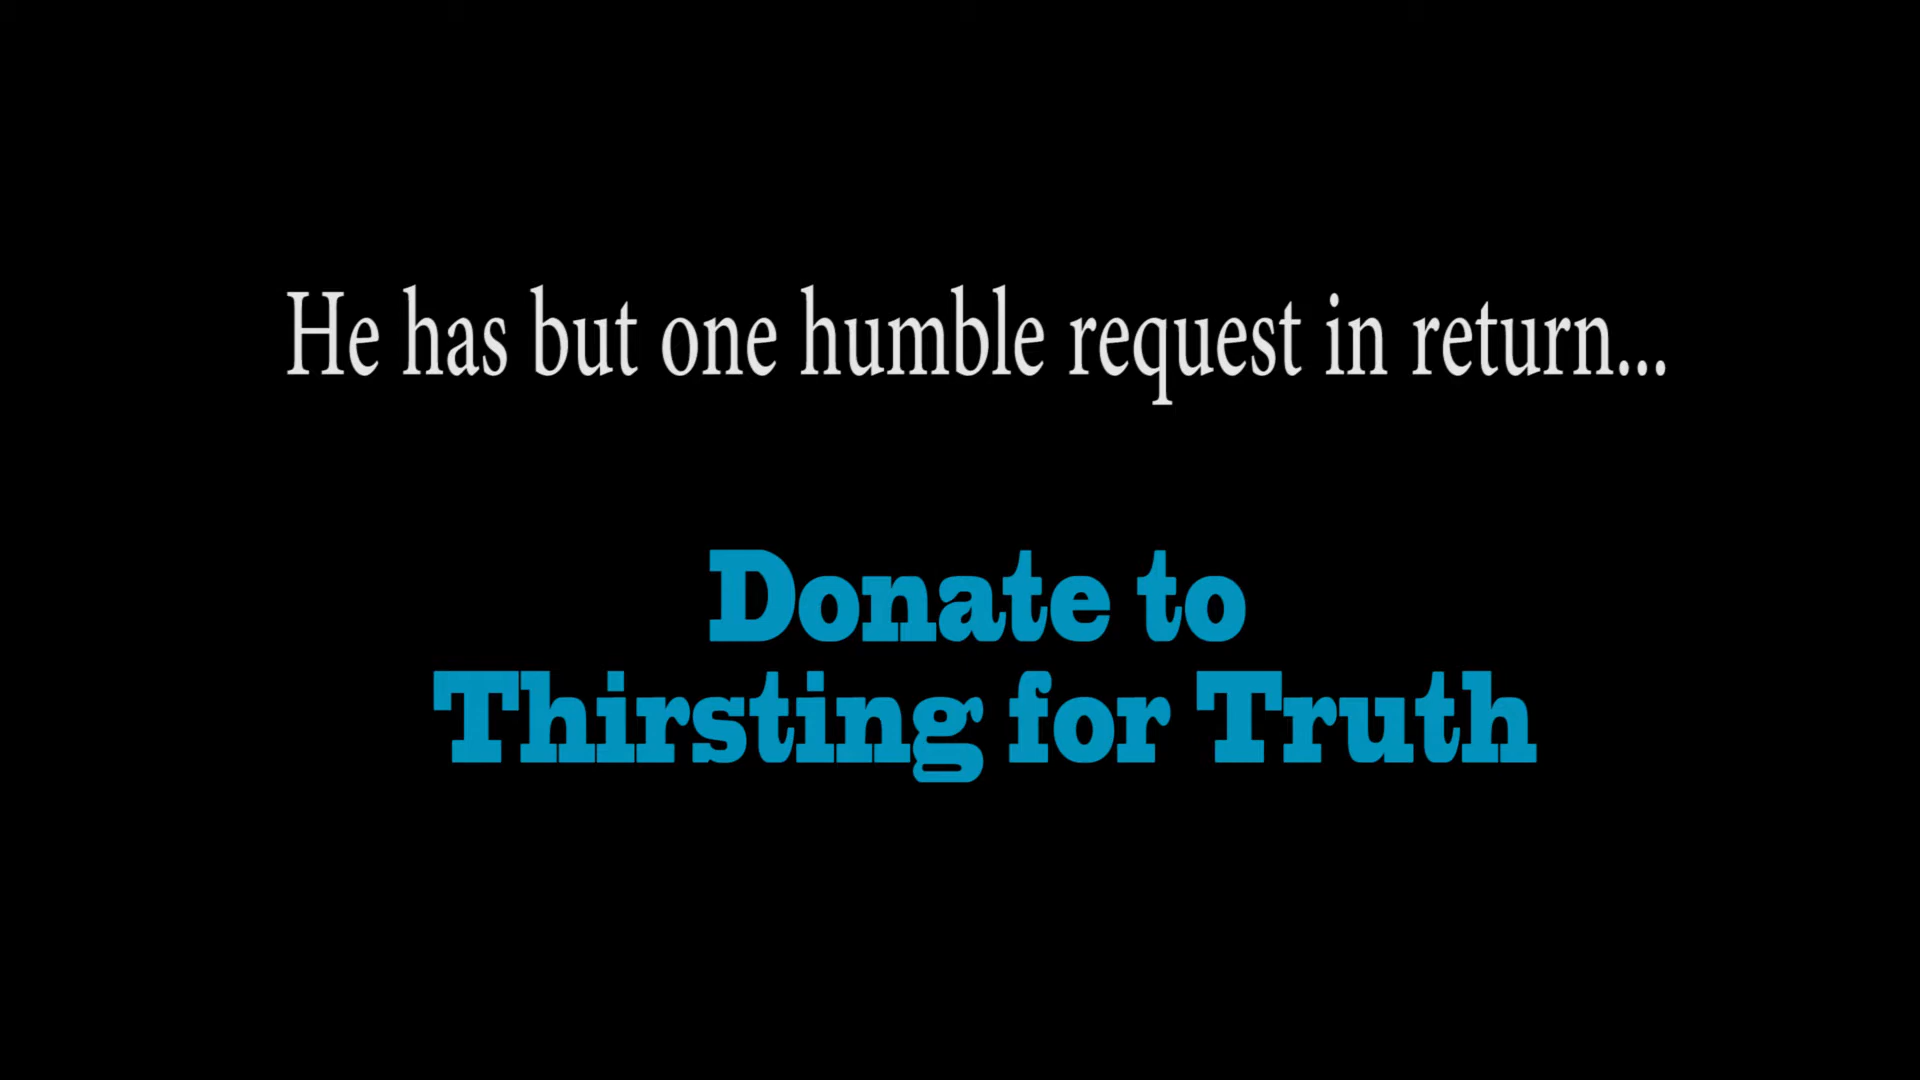 He has but one humble request in return...
Donate to
Thirsting for Truth